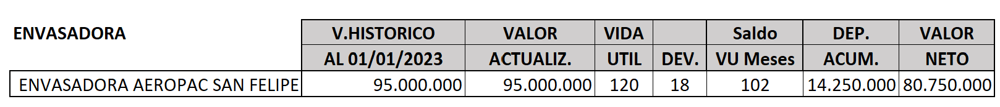 ENVASADORA V.HISTORICO VALOR VIDA Saldo DEP. VALOR
AL 01/01/2023 ACTUALIZ. UTIL DEV. VU Meses ACUM. NETO
ENVASADORA AEROPAC SAN FELIPE 95.000.000 95.000.000 120 18 102 14.250.000 80.750.000